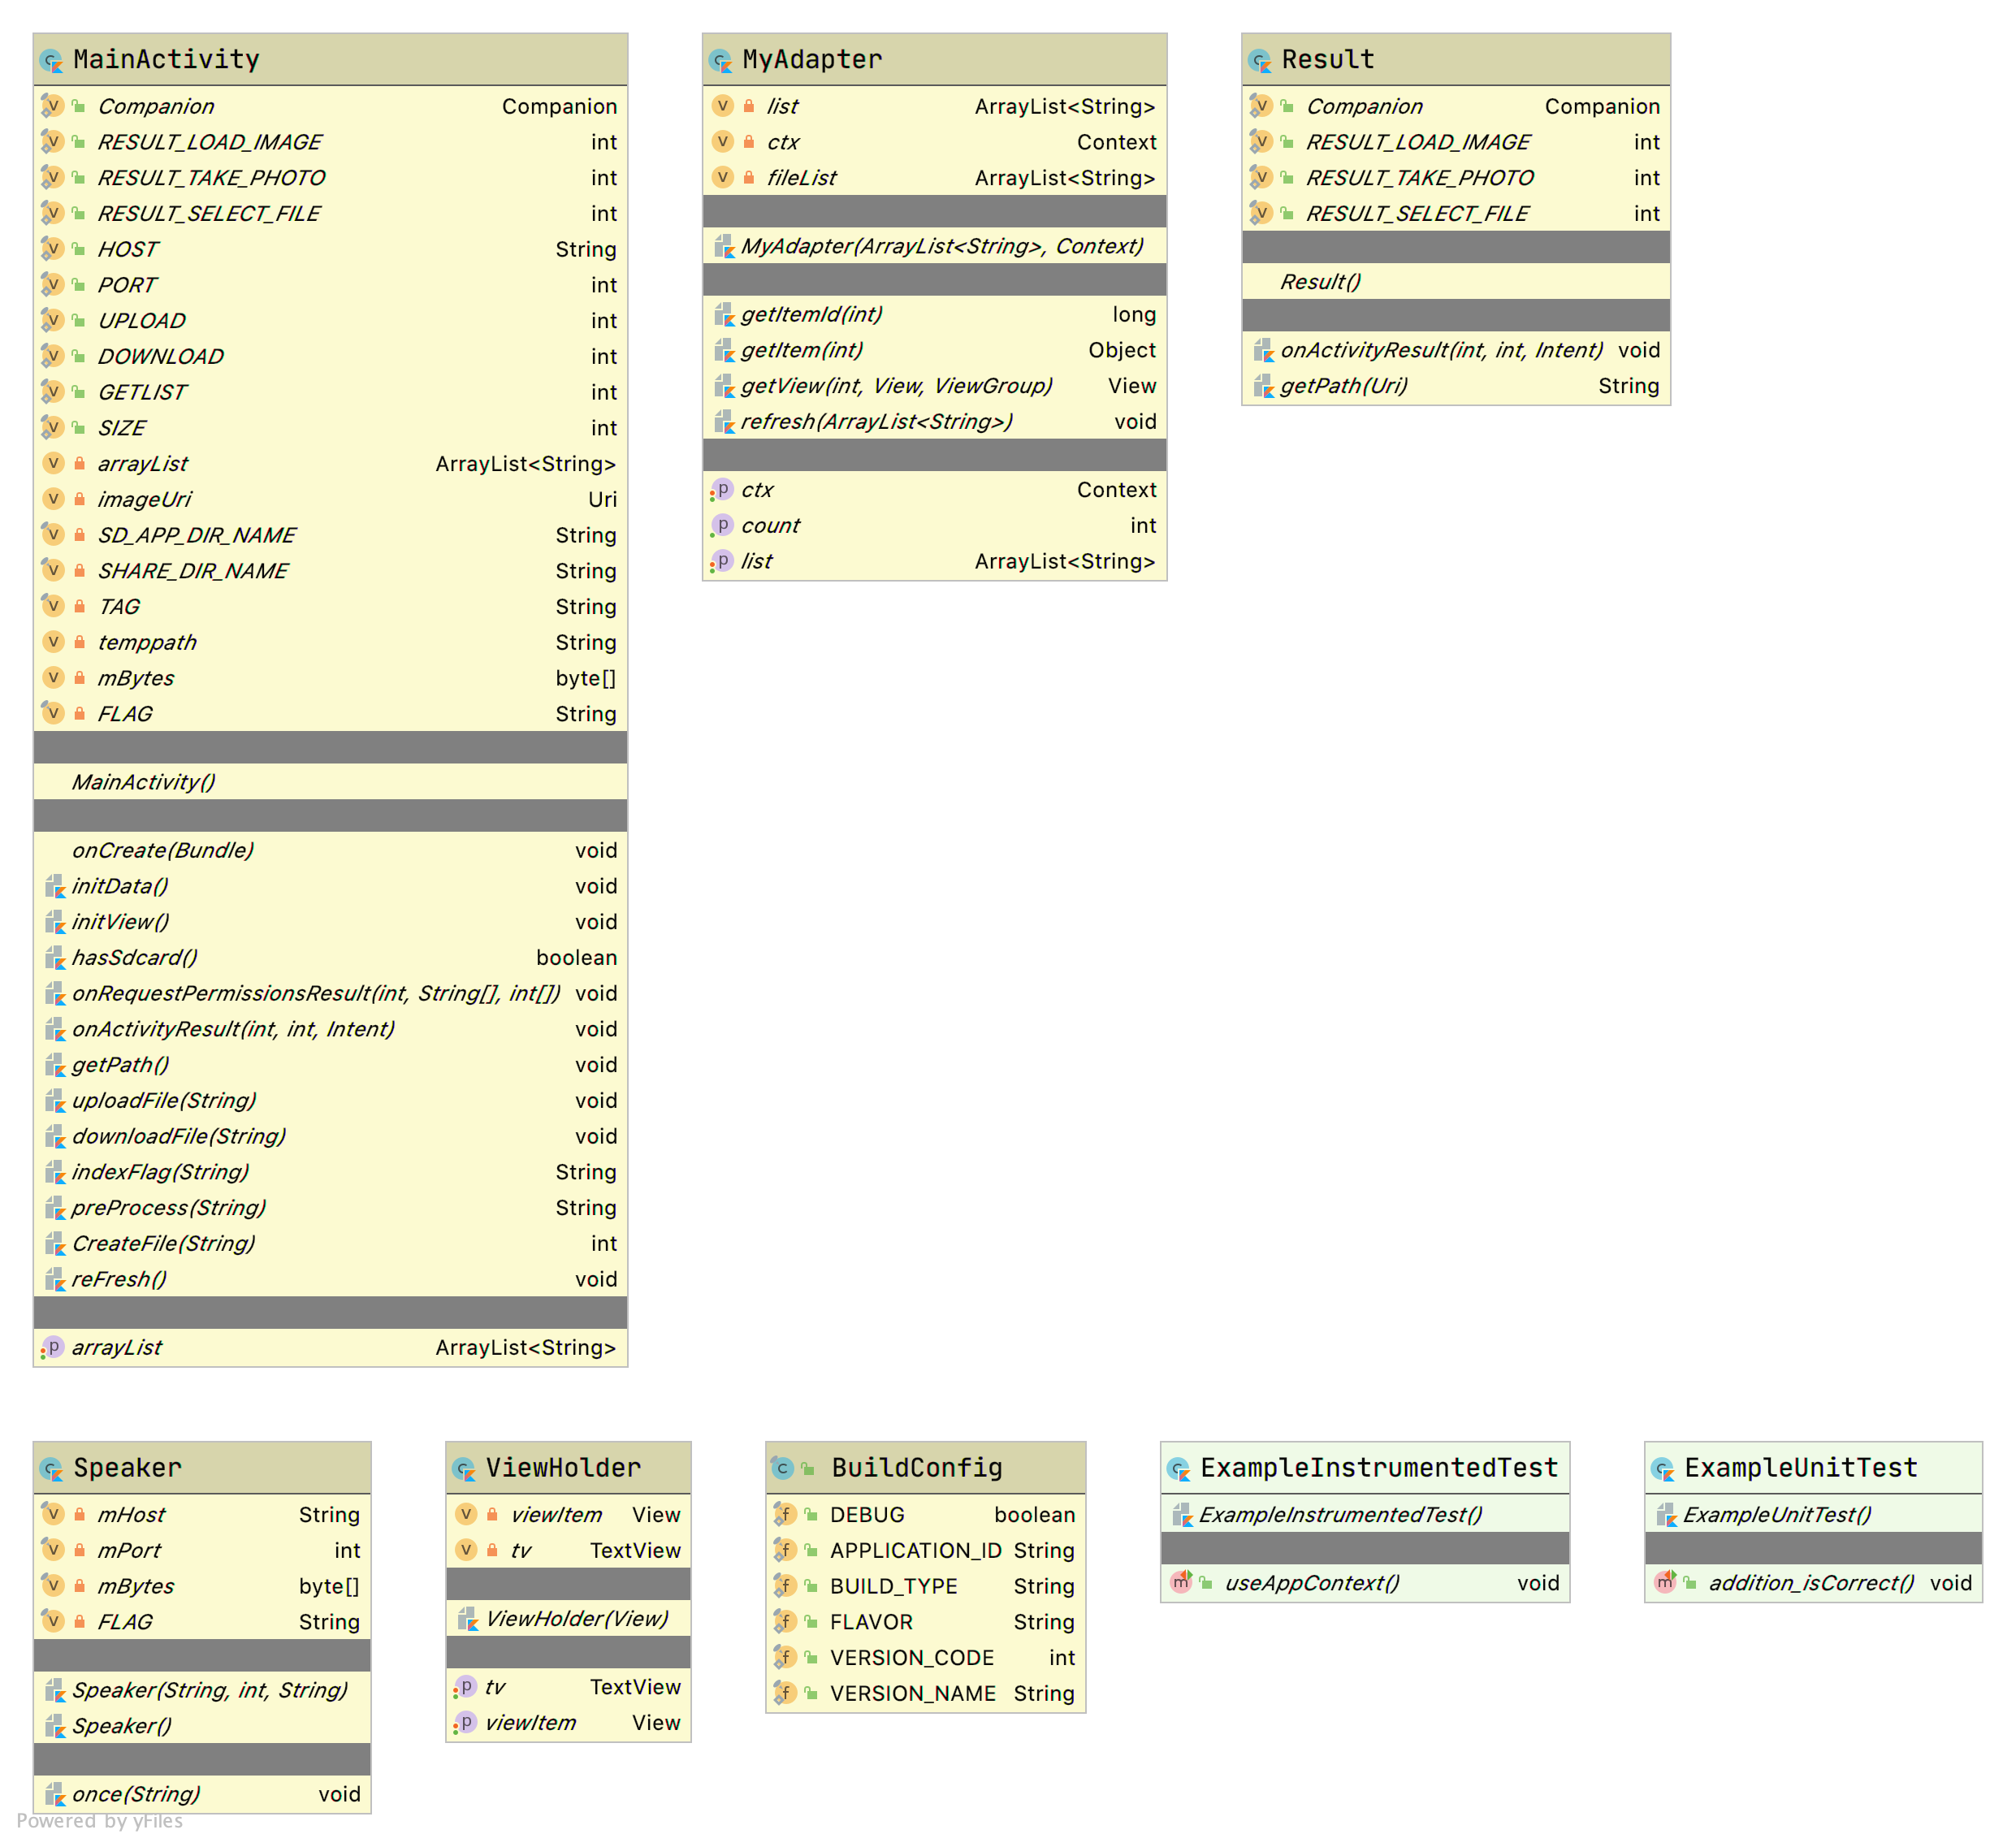 MainActivity
Companion Companion
RESULT_LOAD_IMAGE int
RESULT_TAKE_PHOTO int
RESULT_SELECT_FILE int
HOST String
PORT int
UPLOAD int
DOWNLOAD int
GETLIST int
SIZE int
arrayList ArrayList<String>
imageUri Uri
SD_APP_DIR_NAME String
SHARE_DIR_NAME String
TAG String
temppath String
mBytes byte[]
FLAG String
MainActivity()
onCreate(Bundle) void
initData() void
initView() void
hasSdcard() boolean
onRequestPermissionsResult(int, String[], int[]) void
onActivityResult(int, int, Intent) void
getPath() void
uploadFile(String) void
downloadFile(String) void
indexFlag(String) String
preProcess(String) String
CreateFile(String) int
reFresh() void
arrayList ArrayList<String>
MyAdapter
list ArrayList<String>
ctx Context
fileList ArrayList<String>
MyAdapter(ArrayList<String>, Context)
getItemId(int) long
getItem(int) Object
getView(int, View, ViewGroup) View
refresh(ArrayList<String>) void
ctx Context
count int
list ArrayList<String>
Result
Companion Companion
RESULT_LOAD_IMAGE int
RESULT_TAKE_PHOTO int
RESULT_SELECT_FILE int
Result()
onActivityResult(int, int, Intent) void
getPath(Uri) String
Speaker
mHost String
mPort int
mBytes byte[]
FLAG String
Speaker(String, int, String)
Speaker()
once(String) void
ViewHolder
viewItem View
tv TextView
ViewHolder(View)
tv TextView
viewItem View
BuildConfig
DEBUG boolean
APPLICATION_ID String
BUILD_TYPE String
FLAVOR String
VERSION_CODE int
VERSION_NAME String
ExampleInstrumentedTest
ExampleInstrumentedTest()
useAppContext() void
ExampleUnitTest
ExampleUnitTest()
addition_isCorrect() void
Powered by yFiles